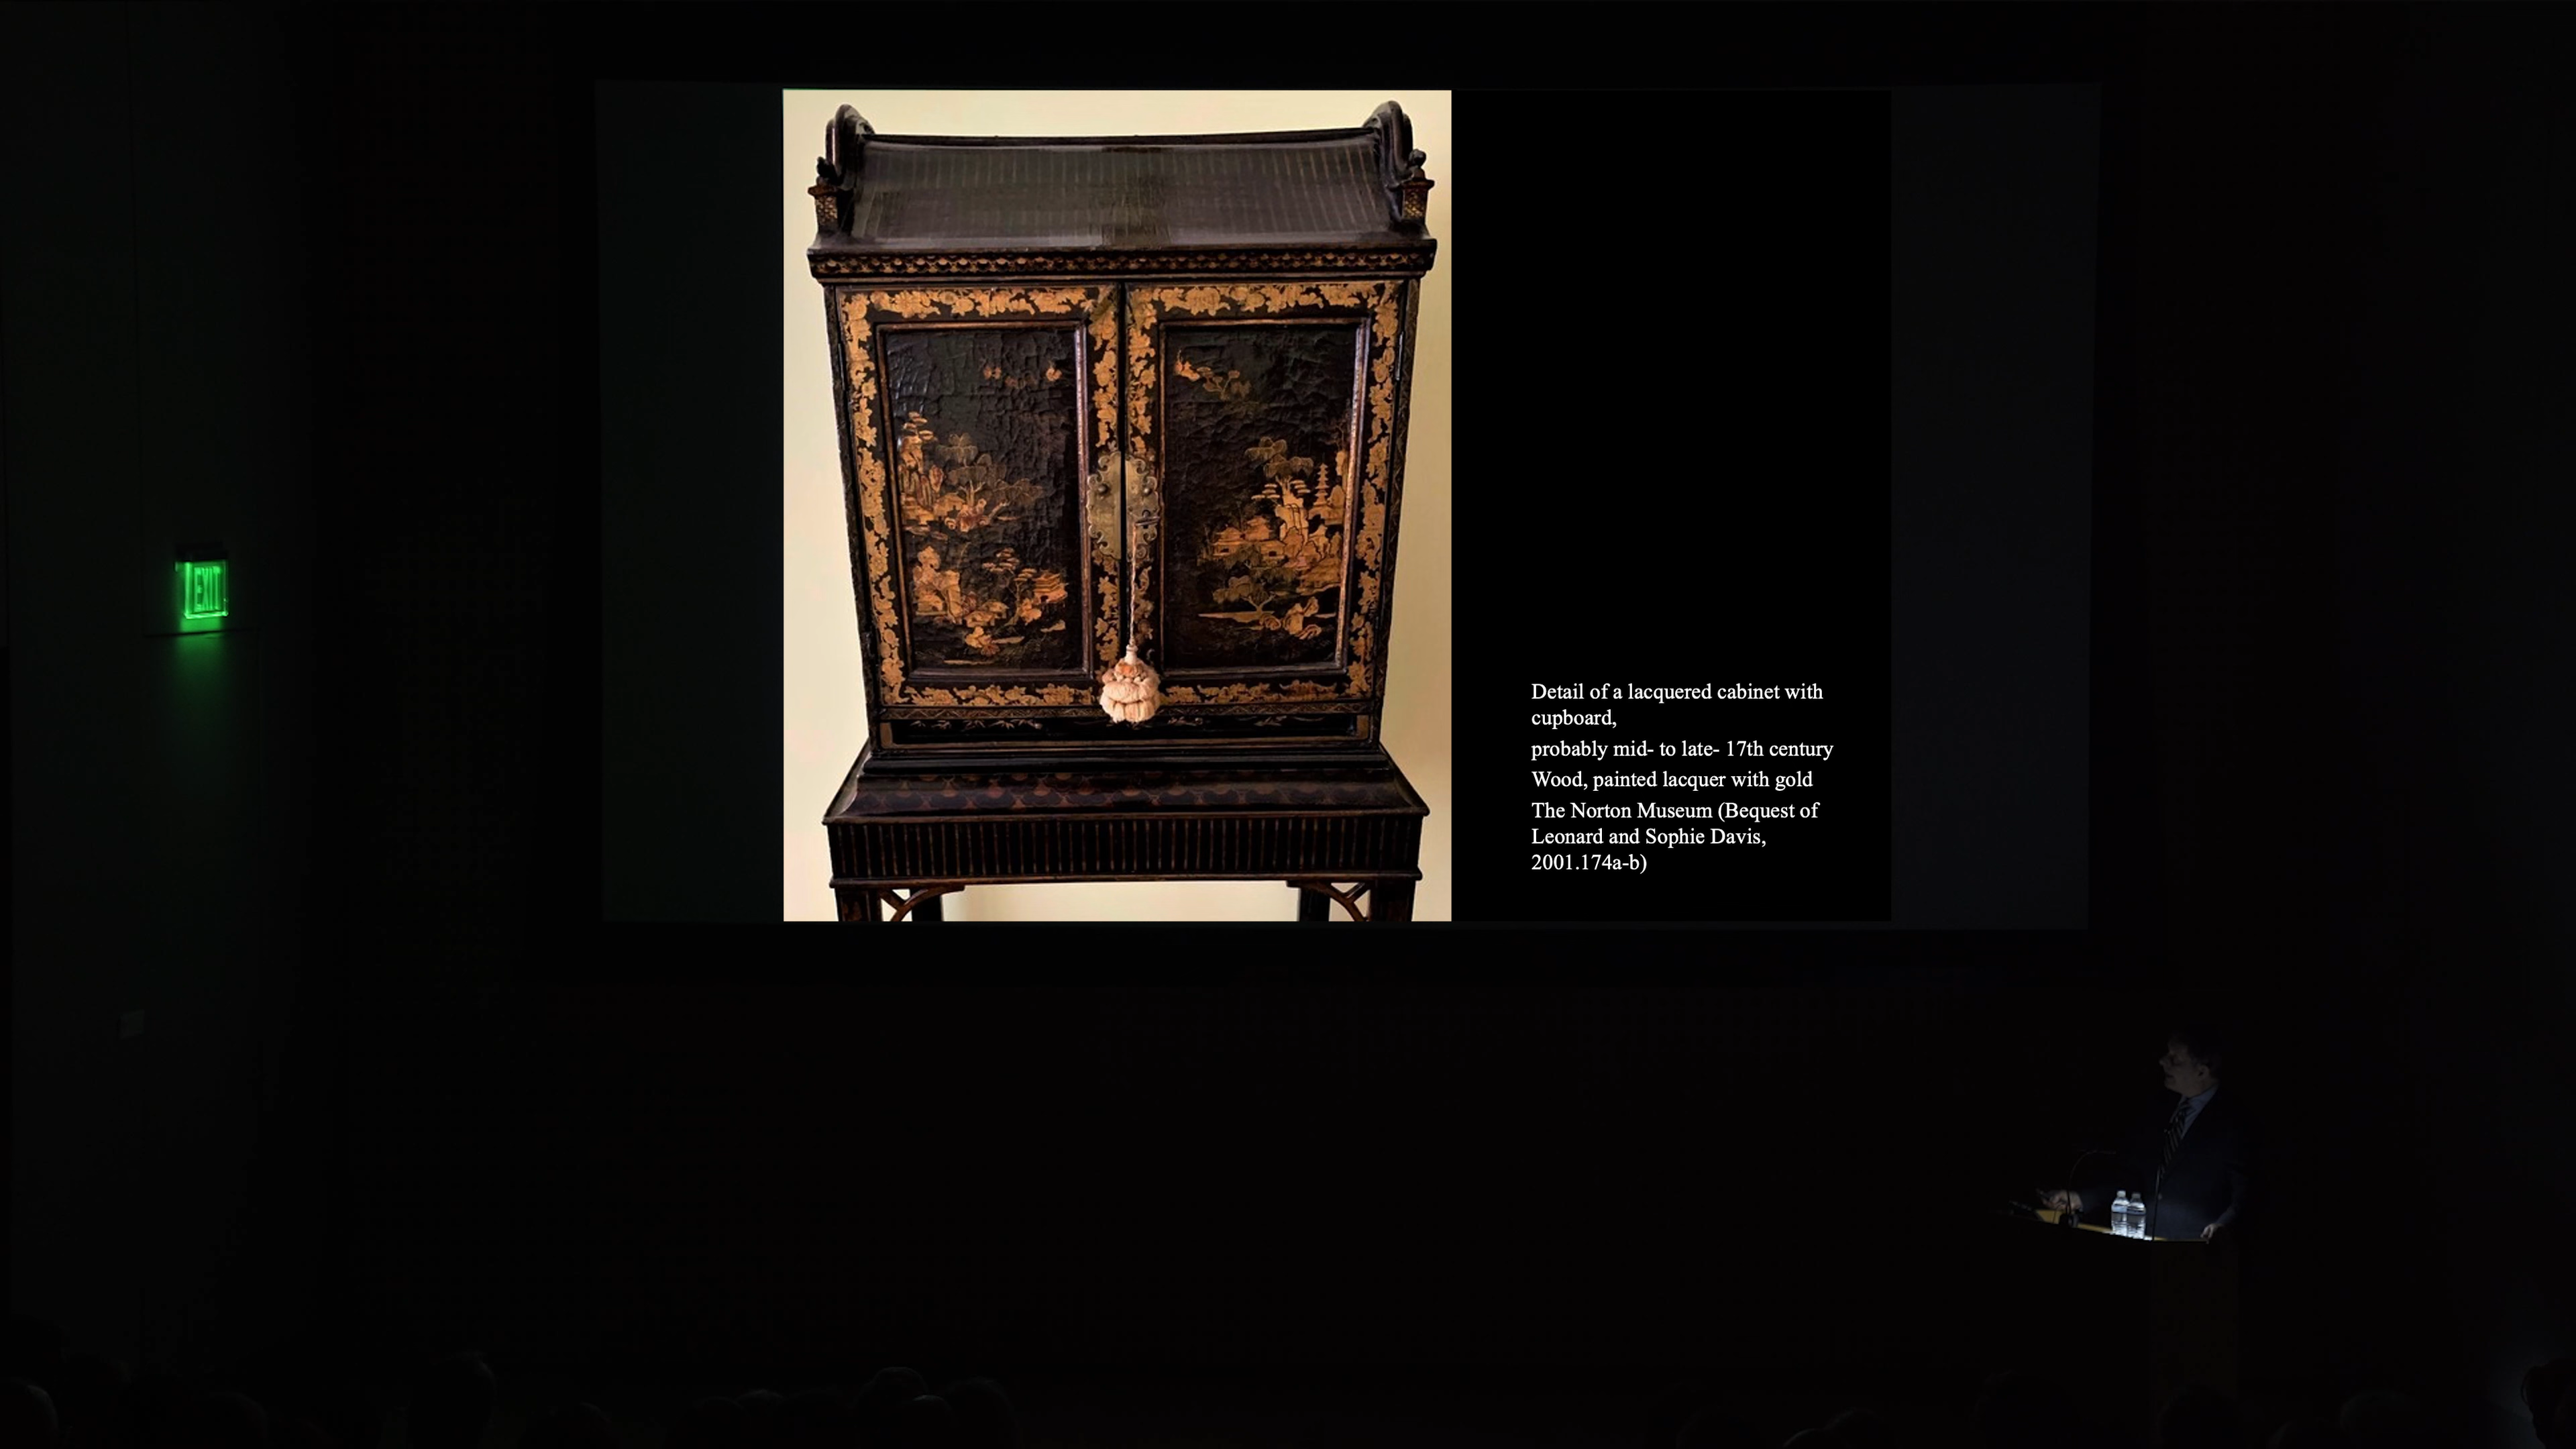 EXIT
Detail of a lacquered cabinet with
cupboard,
probably mid- to late- 17th century
Wood, painted lacquer with gold
The Norton Museum (Bequest of
Leonard and Sophie Davis,
2001.174a-b)